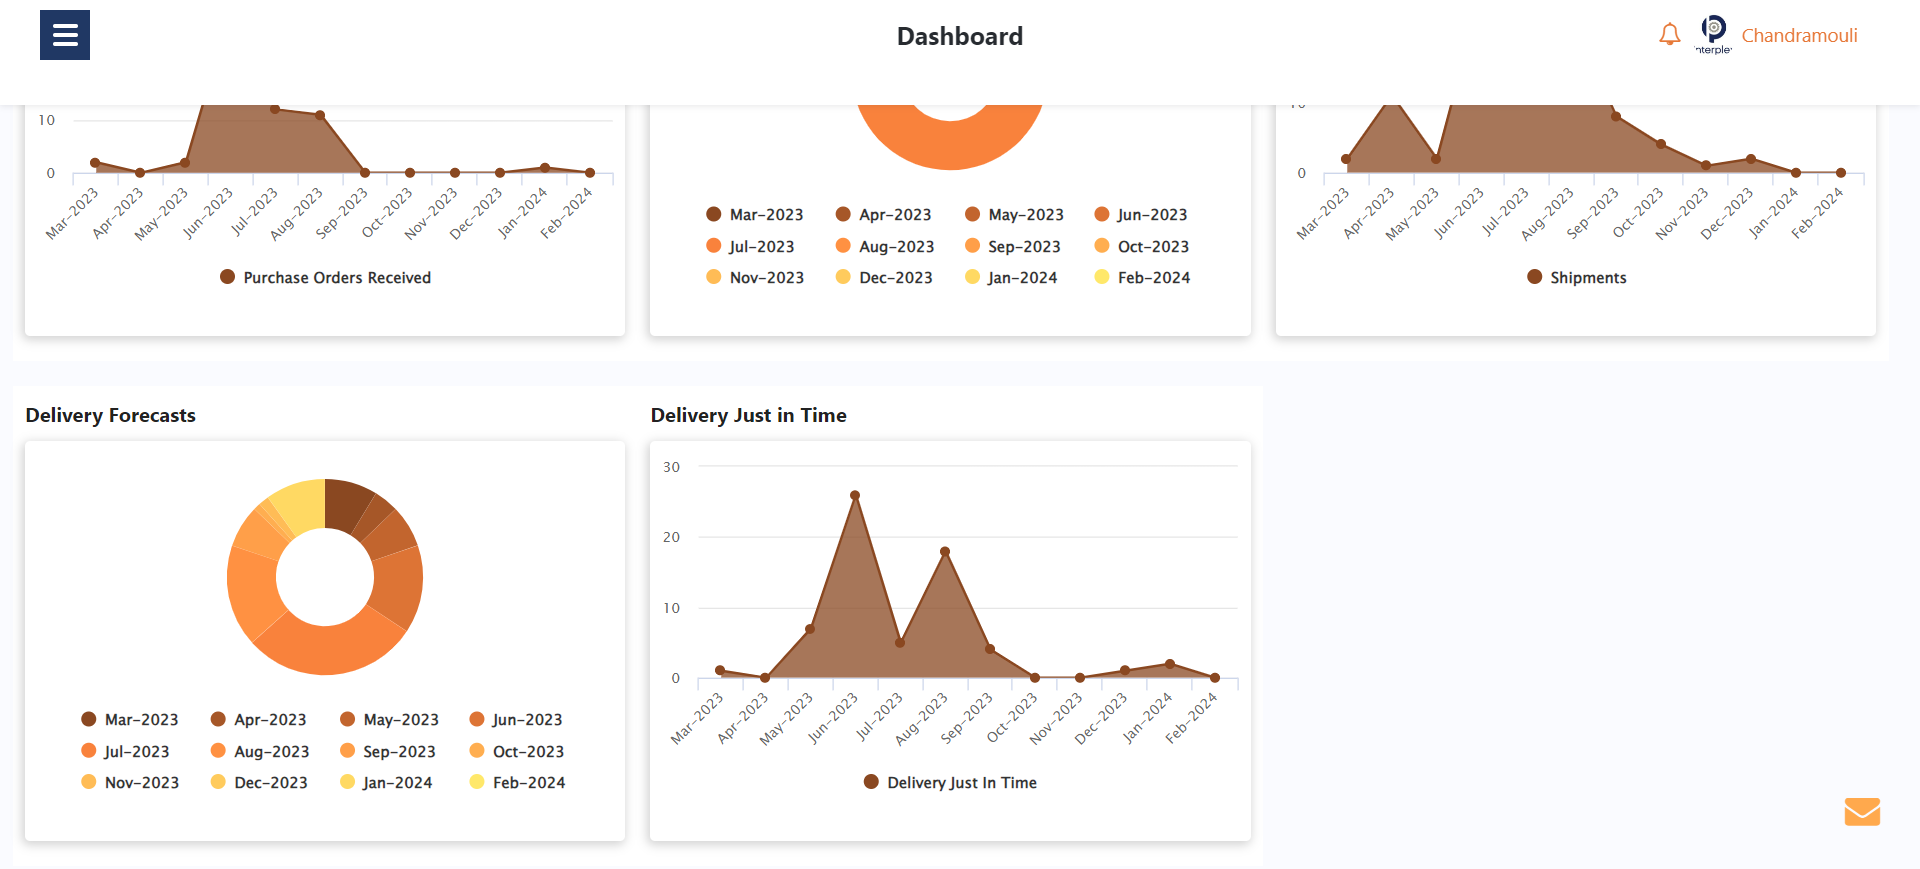 Dashboard
Chandramouli
10
0
Mar-2023 Apr-2023 May-2023 Jun-2023 Jul-2023 Aug-2023 Sep-2023 Oct-2023 Nov-2023 Dec-2023 Jan-2024 Feb-2024
Purchase Orders Received
Mar-2023 Apr-2023 May-2023 Jun-2023
Jul-2023 Aug-2023 Sep-2023 Oct-2023
Nov-2023 Dec-2023 Jan-2024 Feb-2024
0
Mar-2023 Apr-2023 May-2023 Jun-2023 Jul-2023 Aug-2023 Sep-2023 Oct-2023 Nov-2023 Dec-2023 Jan-2024 Feb-2024
Shipments
Delivery Forecasts
Mar-2023 Apr-2023 May-2023 Jun-2023
Jul-2023 Aug-2023 Sep-2023 Oct-2023
Nov-2023 Dec-2023 Jan-2024 Feb-2024
Delivery Just in Time
30
20
10
0
Mar-2023 Apr-2023 May-2023 Jun-2023 Jul-2023 Aug-2023 Sep-2023 Oct-2023 Nov-2023 Dec-2023 Jan-2024 Feb-2024
Delivery Just In Time